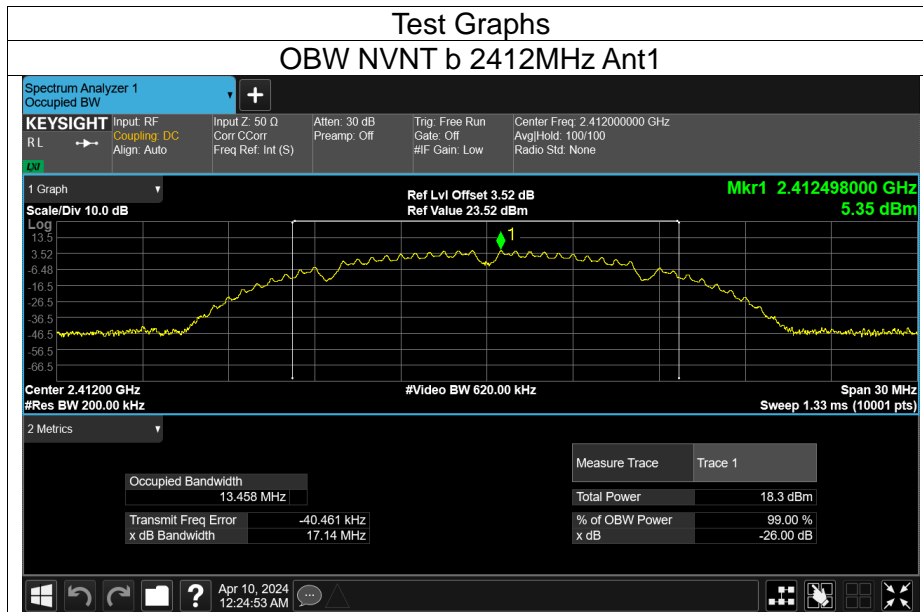 Test Graphs
OBW NVNT b 2412MHz Ant1
Spectrum Analyzer 1
Occupied BW
+
KEYSIGHT Input: RF Input Z: 50 Ω Atten: 30 dB Trig: Free Run Center Freq: 2.412000000 GHz
RL Coupling: DC Corr CCorr Preamp: Off Gate: Off Avg|Hold: 100/100
Align: Auto Freq Ref: Int (S) #IF Gain: Low Radio Std: None
LXI
1 Graph Ref Lvl Offset 3.52 dB Mkr1 2.412498000 GHz
Scale/Div 10.0 dB Ref Value 23.52 dBm 5.35 dBm
Log
13.5
1
3.52
-6.48
-16.5
-26.5
-36.5
-46.5
-56.5
-66.5
Center 2.41200 GHz #Video BW 620.00 kHz Span 30 MHz
#Res BW 200.00 kHz Sweep 1.33 ms (10001 pts)
2 Metrics
Measure Trace Trace 1
Occupied Bandwidth
13.458 MHz Total Power 18.3 dBm
Transmit Freq Error -40.461 kHz % of OBW Power 99.00 %
x dB Bandwidth 17.14 MHz x dB -26.00 dB
? Apr 10, 2024
12:24:53 AM